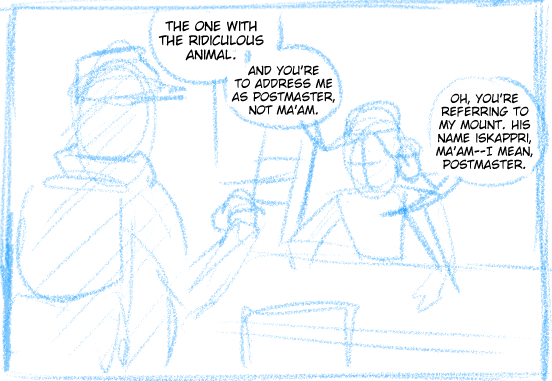 THE ONE WITH
THE RIDICULOUS
ANIMAL.
AND YOU'RE
TO ADDRESS ME
AS POSTMASTER,
NOT MA'AM.
OH, YOU'RE
REFERRING TO
MY MOUNT. HIS
NAME ISKAPPRI,
MA'AM--I MEAN,
POSTMASTER.